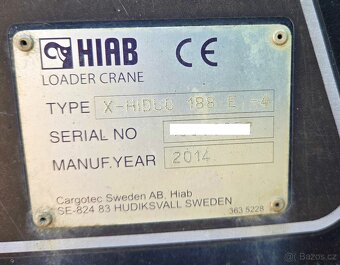 HIAB CE
LOADER CRANE
TYPE X-HIDUO 188 E -4
SERIAL NO
MANUF.YEAR 2014
Cargotec Sweden AB, Hiab
SE-824 83 HUDIKSVALL SWEDEN
363 5228
bazos.cz